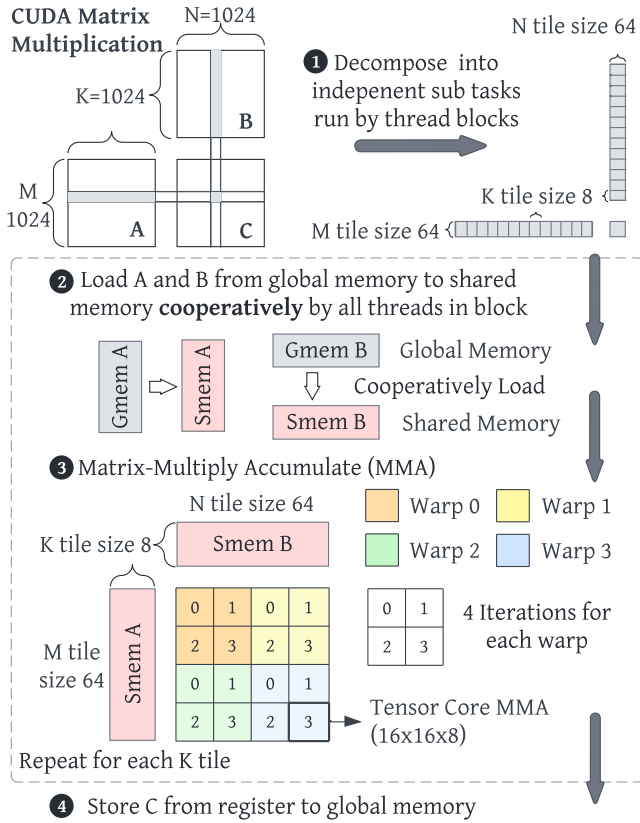 CUDA Matrix
Multiplication
N=1024
K=1024
B
M
1024
A
C
1 Decompose into
indepenent sub tasks
run by thread blocks
N tile size 64
K tile size 8
M tile size 64
2 Load A and B from global memory to shared
memory cooperatively by all threads in block
Gmem A
Smem A
Gmem B
Global Memory
Cooperatively Load
Smem B
Shared Memory
3 Matrix-Multiply Accumulate (MMA)
N tile size 64
K tile size 8
Smem B
Warp 0
Warp 1
Warp 2
Warp 3
Smem A
M tile
size 64
0 1 0 1
2 3 2 3
0 1 0 1
2 3 2 3
0 1
2 3
4 Iterations for
each warp
Tensor Core MMA
(16x16x8)
Repeat for each K tile
4 Store C from register to global memory